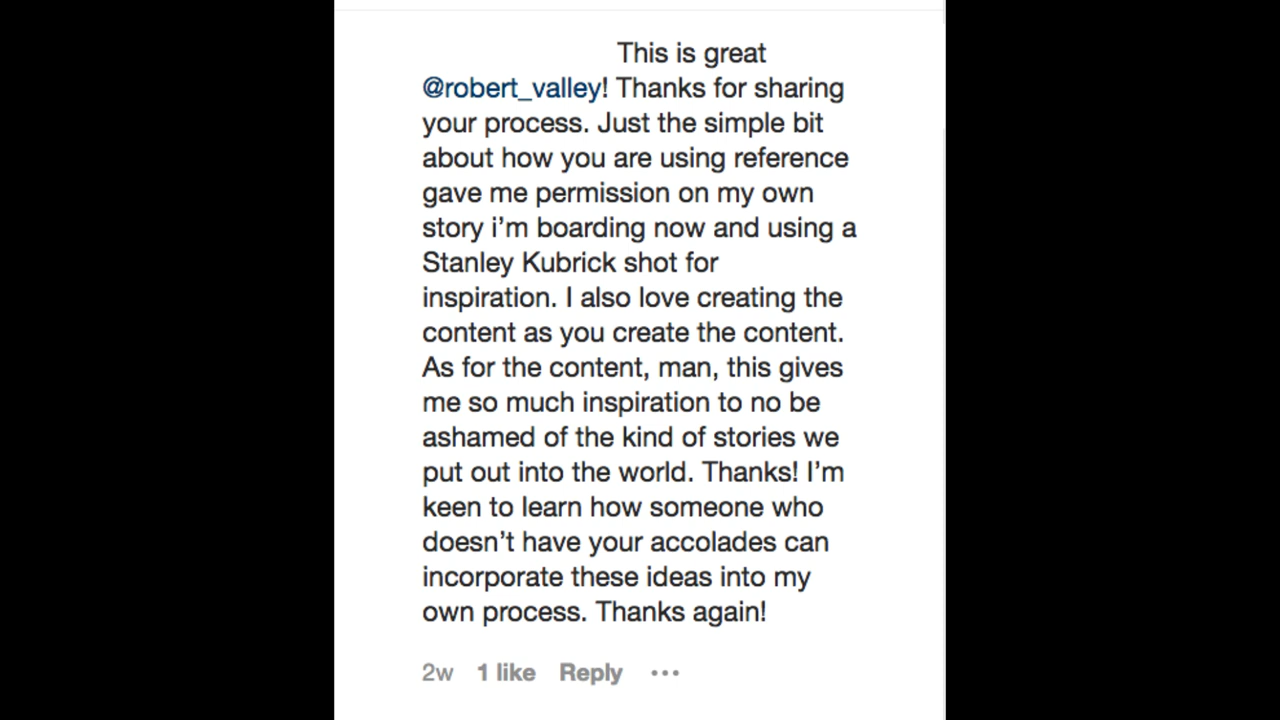 This is great
@robert_valley! Thanks for sharing
your process. Just the simple bit
about how you are using reference
gave me permission on my own
story i’m boarding now and using a
Stanley Kubrick shot for
inspiration. I also love creating the
content as you create the content.
As for the content, man, this gives
me so much inspiration to no be
ashamed of the kind of stories we
put out into the world. Thanks! I’m
keen to learn how someone who
doesn’t have your accolades can
incorporate these ideas into my
own process. Thanks again!
2w 1 like Reply •••